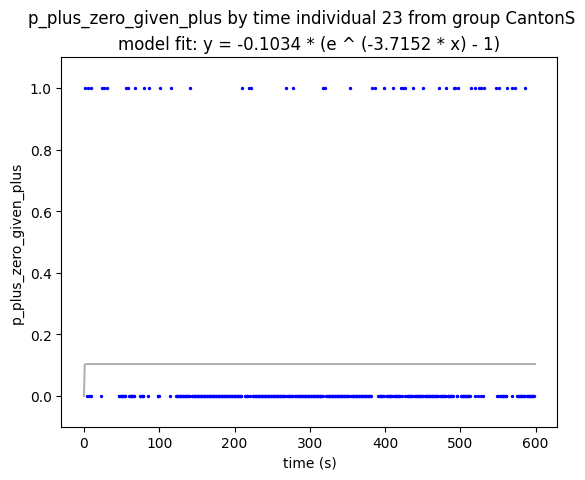 p_plus_zero_given_plus by time individual 23 from group CantonS
model fit: y = -0.1034 * (e ^ (-3.7152 * x) - 1)
1.0
0.8
0.6
0.4
0.2
0.0
p_plus_zero_given_plus
0 100 200 300 400 500 600
time (s)